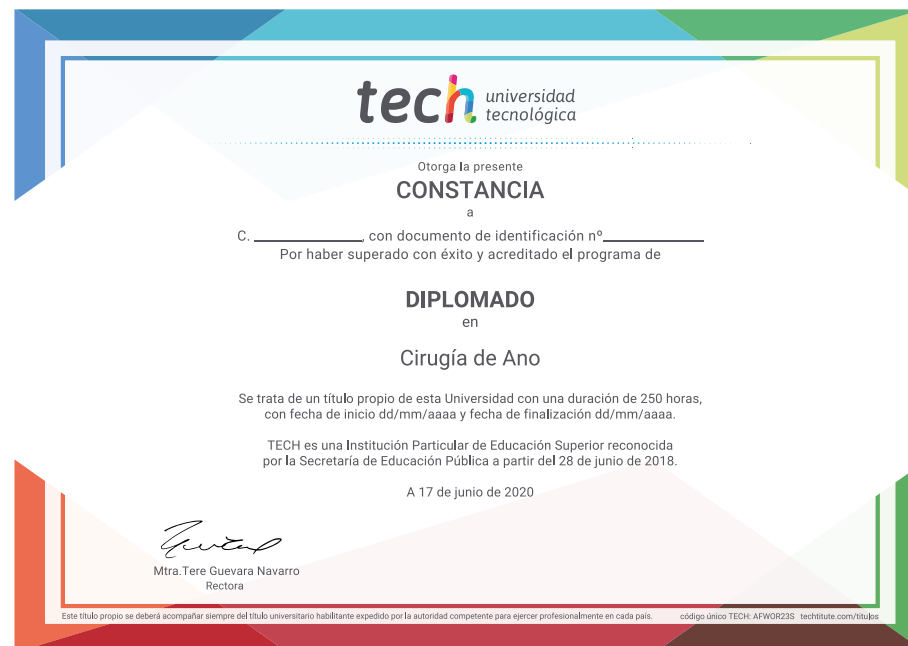 tech universidad
tecnológica
Otorga la presente
CONSTANCIA
a
C. ____________, con documento de identificación nº____________
Por haber superado con éxito y acreditado el programa de
DIPLOMADO
en
Cirugía de Ano
Se trata de un título propio de esta Universidad con una duración de 250 horas,
con fecha de inicio dd/mm/aaaa y fecha de finalización dd/mm/aaaa.
TECH es una Institución Particular de Educación Superior reconocida
por la Secretaría de Educación Pública a partir del 28 de junio de 2018.
A 17 de junio de 2020
Mtra.Tere Guevara Navarro
Rectora
Este título propio se deberá acompañar siempre del título universitario habilitante expedido por la autoridad competente para ejercer profesionalmente en cada país. código único TECH: AFWOR23S techtitute.com/titulos